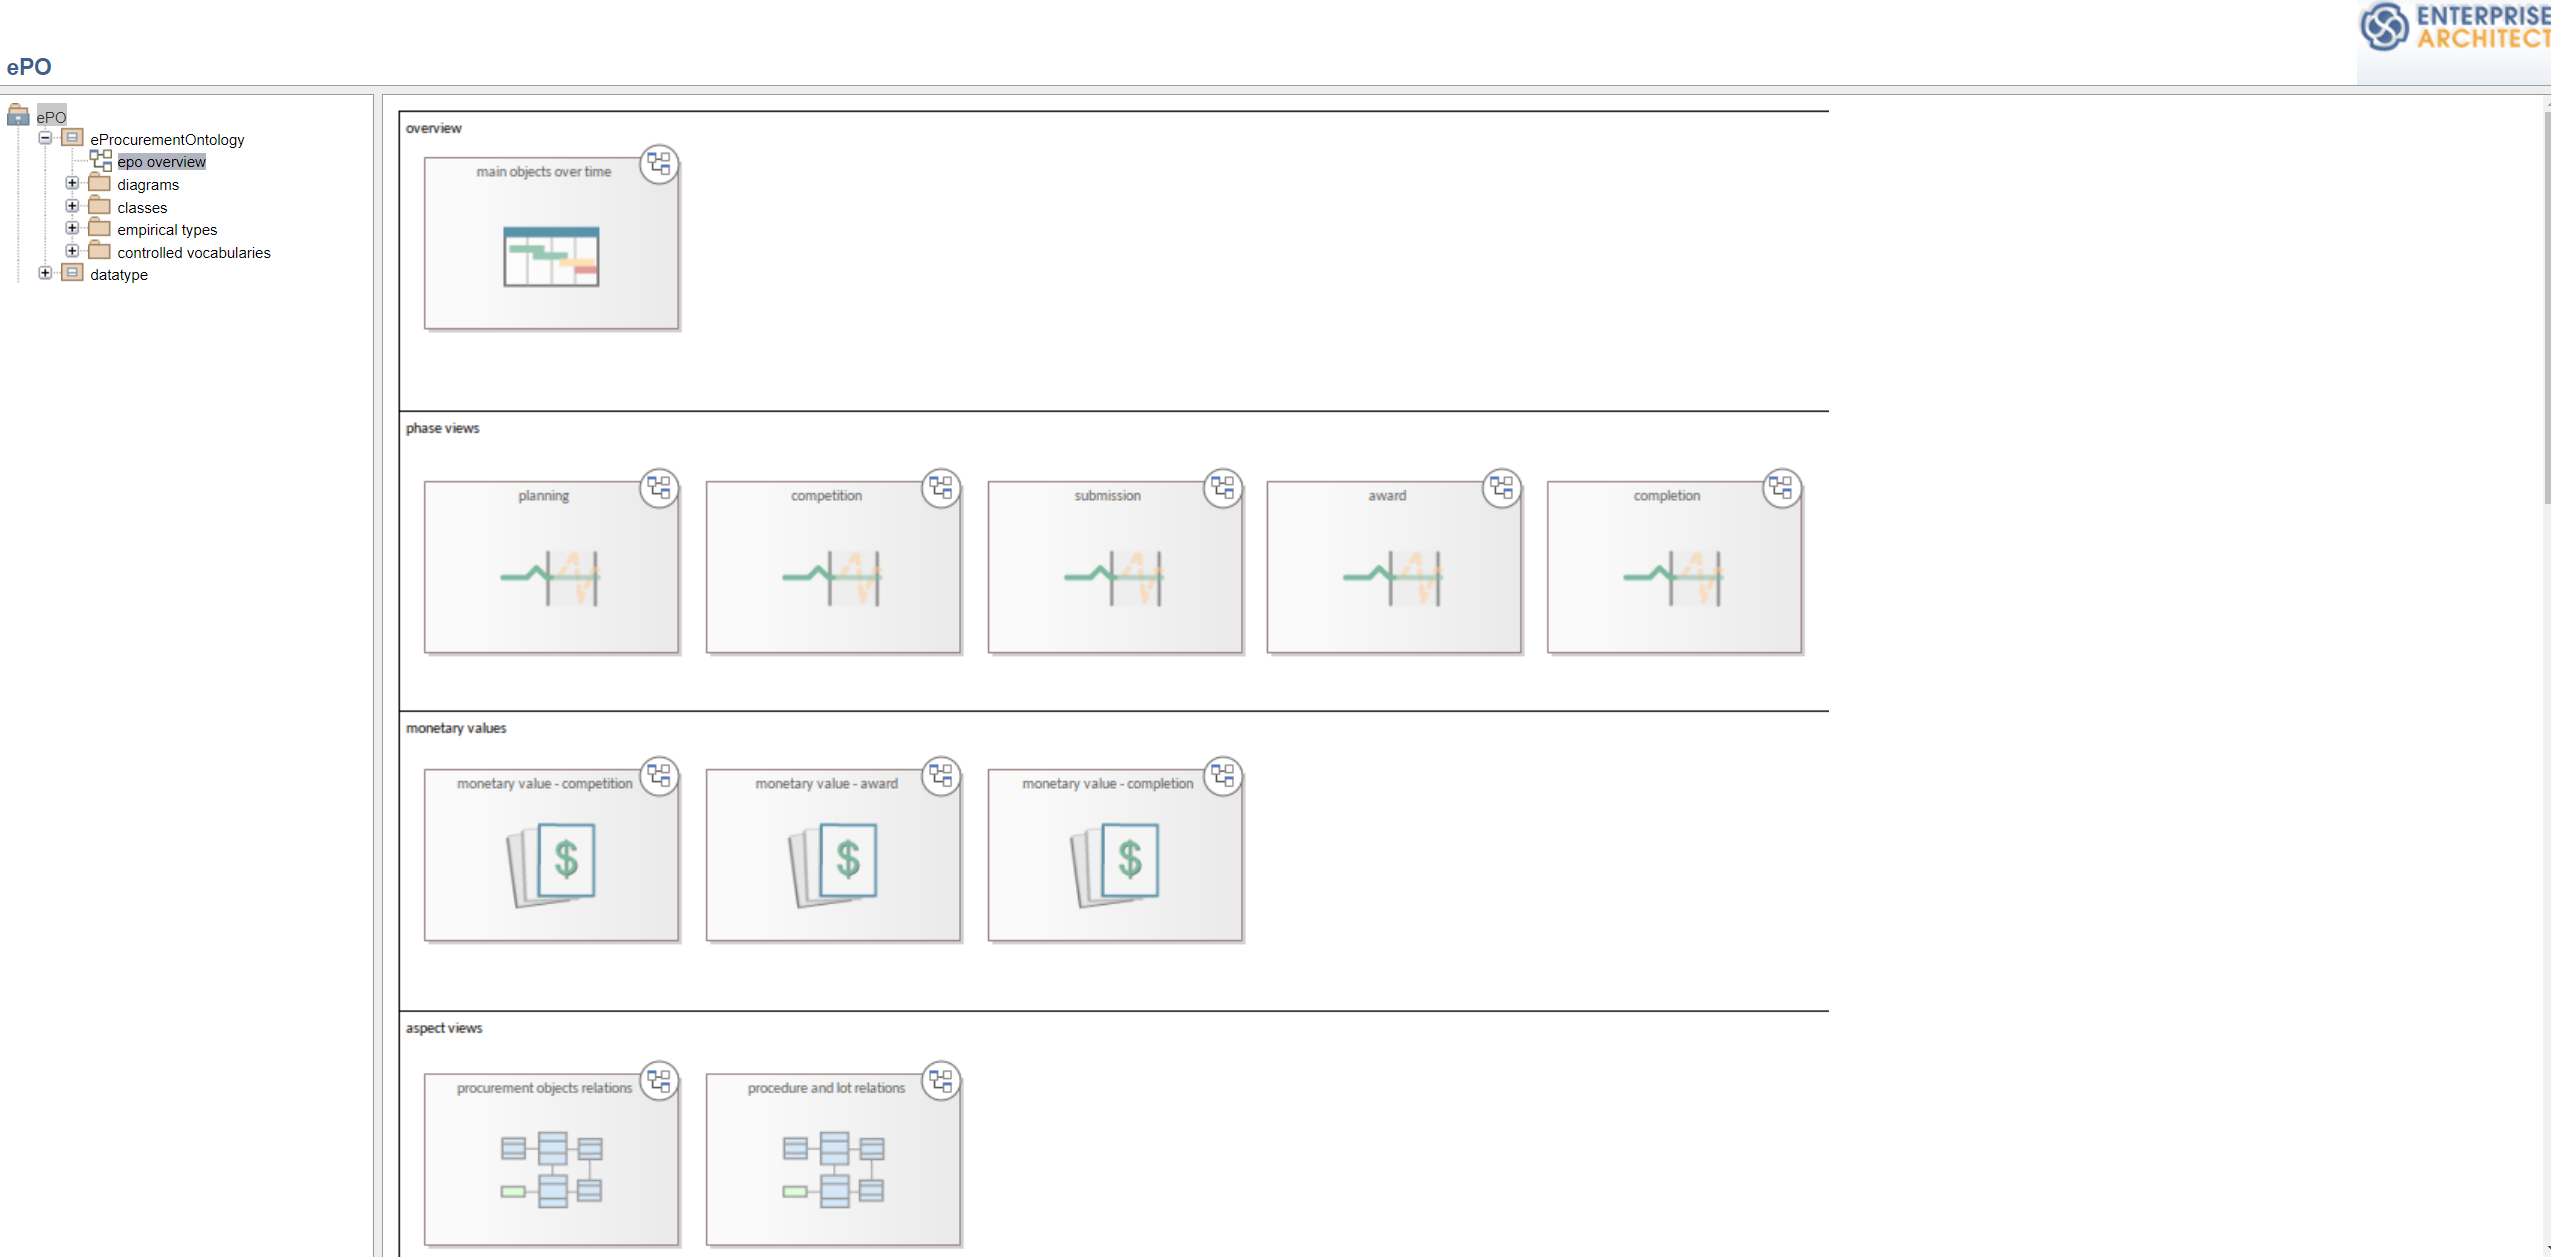 ENTERPRISE
ARCHITECT
ePO
ePO
eProcurementOntology
epo overview
diagrams
classes
empirical types
controlled vocabularies
datatype
overview
main objects over time
phase views
planning
competition
submission
award
completion
monetary values
monetary value - competition
monetary value - award
monetary value - completion
$
$
$
aspect views
procurement objects relations
procedure and lot relations